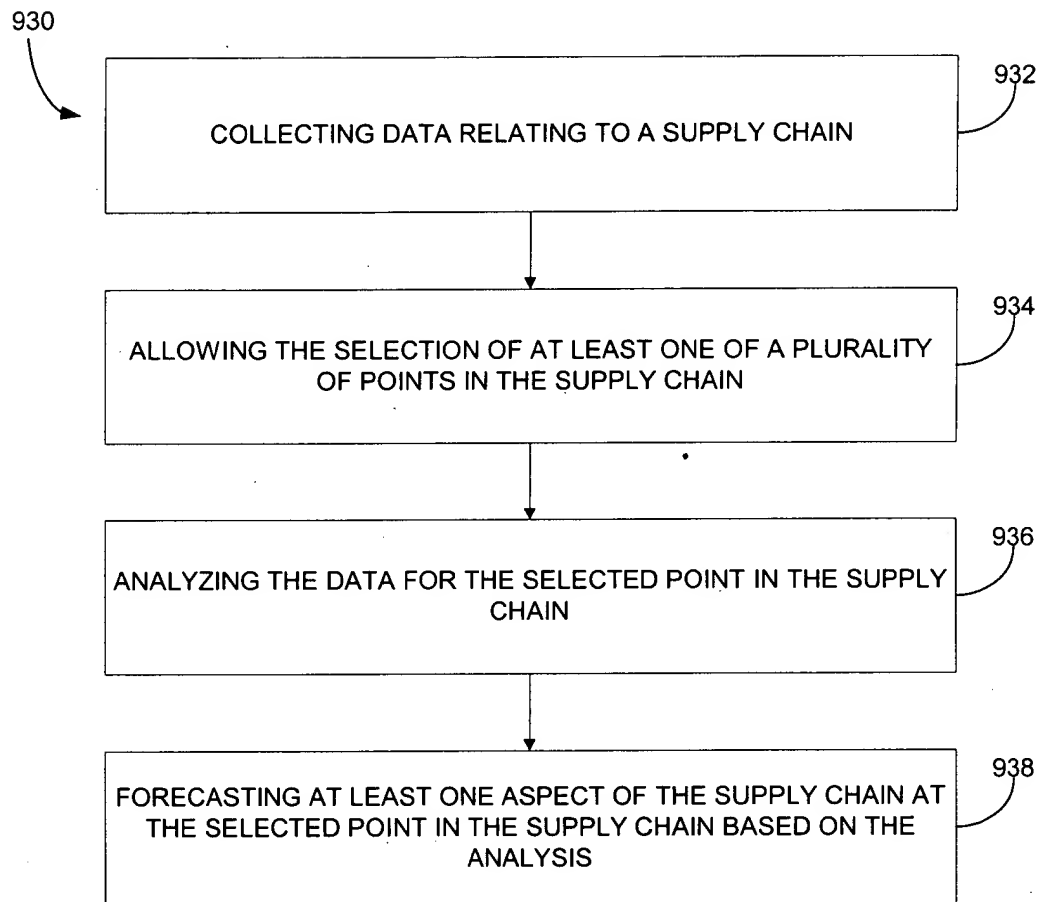 930
932
COLLECTING DATA RELATING TO A SUPPLY CHAIN
934
ALLOWING THE SELECTION OF AT LEAST ONE OF A PLURALITY
OF POINTS IN THE SUPPLY CHAIN
936
ANALYZING THE DATA FOR THE SELECTED POINT IN THE SUPPLY
CHAIN
938
FORECASTING AT LEAST ONE ASPECT OF THE SUPPLY CHAIN AT
THE SELECTED POINT IN THE SUPPLY CHAIN BASED ON THE
ANALYSIS